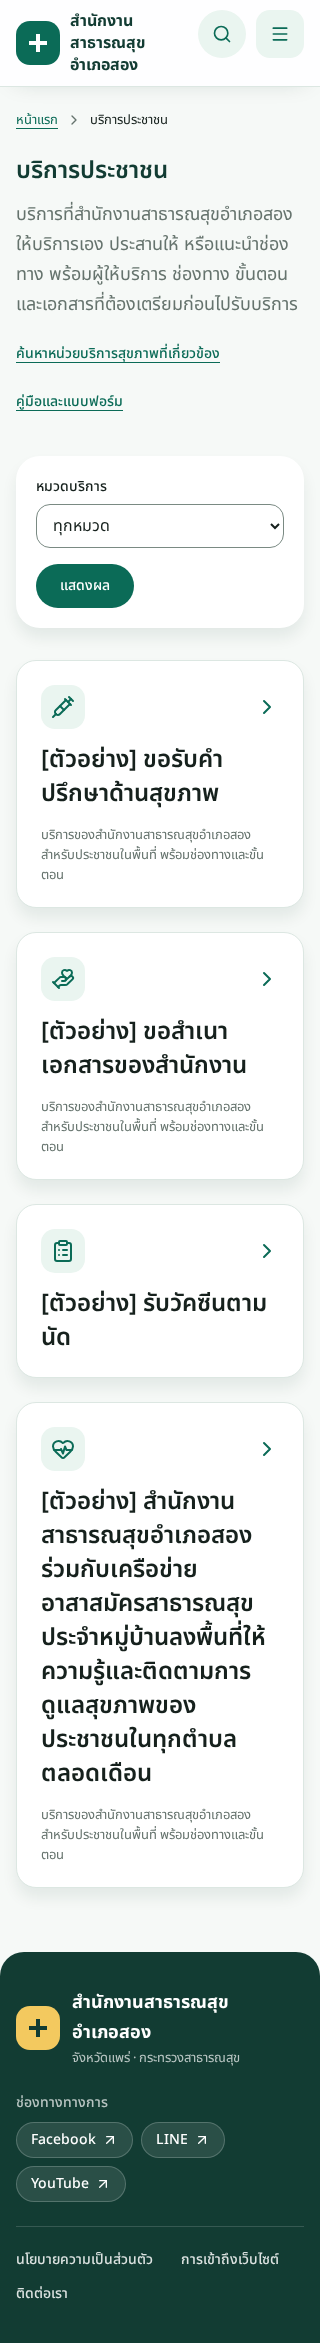 สำนักงาน
สาธารณสุข
อำเภอสอง
หน้าแรก
บริการประชาชน
บริการประชาชน
บริการที่สำนักงานสาธารณสุขอำเภอสอง
ให้บริการเอง ประสานให้ หรือแนะนำช่อง
ทาง พร้อมผู้ให้บริการ ช่องทาง ขั้นตอน
และเอกสารที่ต้องเตรียมก่อนไปรับบริการ
ค้นหาหน่วยบริการสุขภาพที่เกี่ยวข้อง
คู่มือและแบบฟอร์ม
หมวดบริการ
ทุกหมวด
แสดงผล
[ตัวอย่าง] ขอรับคำ
ปรึกษาด้านสุขภาพ
บริการของสำนักงานสาธารณสุขอำเภอสอง
สำหรับประชาชนในพื้นที่ พร้อมช่องทางและขั้น
ตอน
[ตัวอย่าง] ขอสำเนา
เอกสารของสำนักงาน
บริการของสำนักงานสาธารณสุขอำเภอสอง
สำหรับประชาชนในพื้นที่ พร้อมช่องทางและขั้น
ตอน
[ตัวอย่าง] รับวัคซีนตาม
นัด
[ตัวอย่าง] สำนักงาน
สาธารณสุขอำเภอสอง
ร่วมกับเครือข่าย
อาสาสมัครสาธารณสุข
ประจำหมู่บ้านลงพื้นที่ให้
ความรู้และติดตามการ
ดูแลสุขภาพของ
ประชาชนในทุกตำบล
ตลอดเดือน
บริการของสำนักงานสาธารณสุขอำเภอสอง
สำหรับประชาชนในพื้นที่ พร้อมช่องทางและขั้น
ตอน
สำนักงานสาธารณสุข
อำเภอสอง
จังหวัดแพร่ · กระทรวงสาธารณสุข
ช่องทางทางการ
Facebook
LINE
YouTube
นโยบายความเป็นส่วนตัว
การเข้าถึงเว็บไซต์
ติดต่อเรา